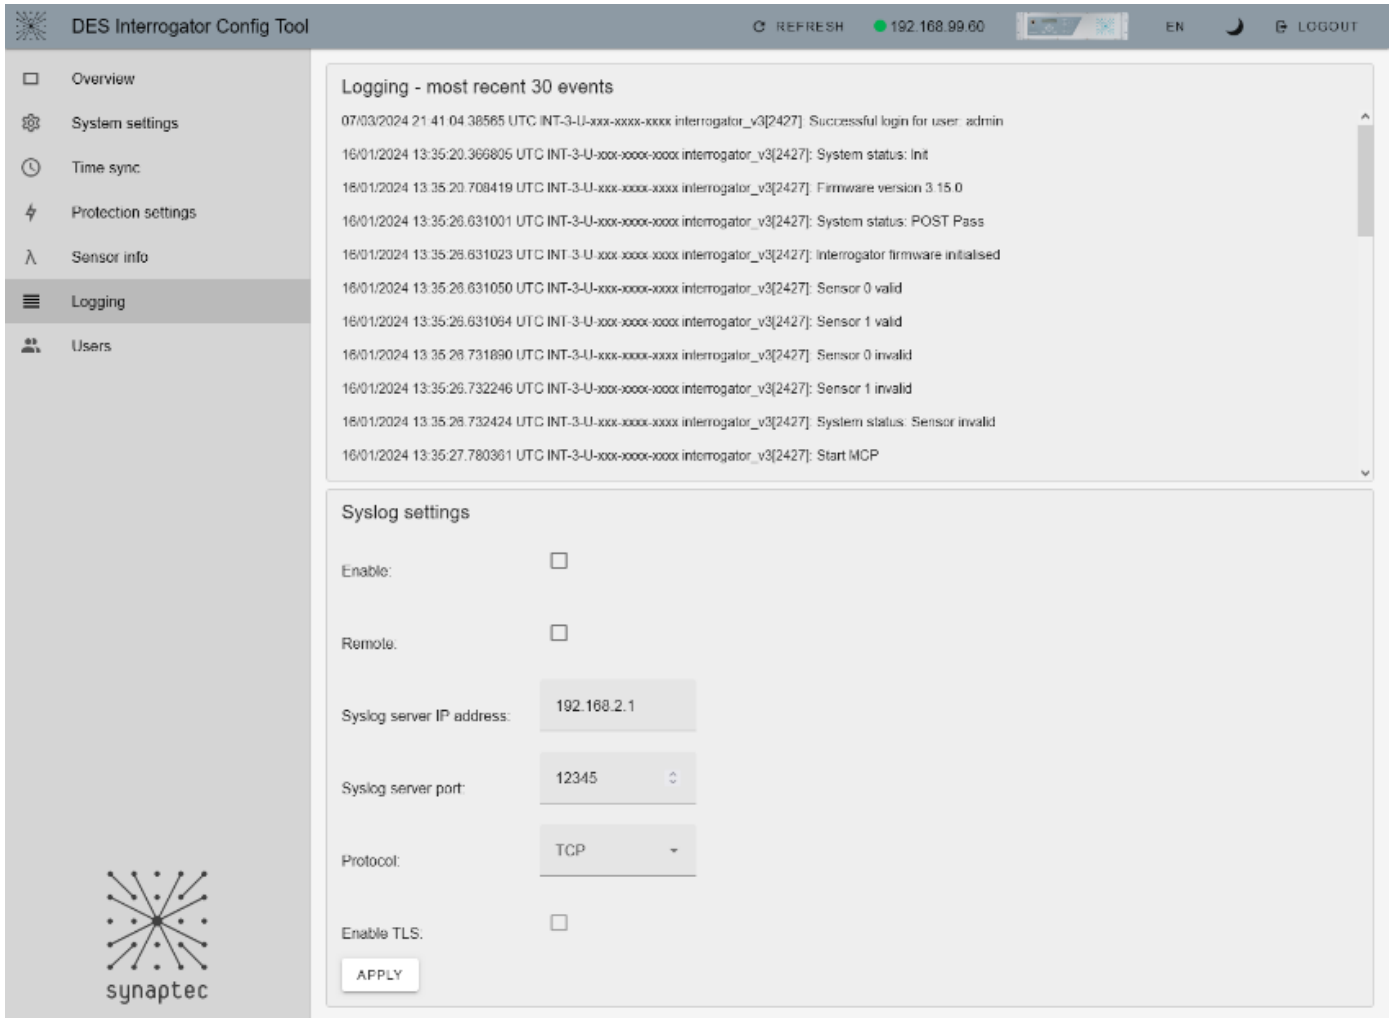 DES Interrogator Config Tool
REFRESH
192.168.99.60
EN
LOGOUT
Overview
System settings
Time sync
Protection settings
λ Sensor info
Logging
Users
synaptec
Logging - most recent 30 events
07/03/2024 21:41:04.38565 UTC INT-3-U-xxx-xxxx-xxxx interrogator_v3[2427]: Successful login for user: admin
16/01/2024 13:35:20.366805 UTC INT-3-U-xxx-xxxx-xxxx interrogator_v3[2427]: System status: Init
16/01/2024 13:35:20.708419 UTC INT-3-U-xxx-xxxx-xxxx interrogator_v3[2427]: Firmware version 3.15.0
16/01/2024 13:35:26.631001 UTC INT-3-U-xxx-xxxx-xxxx interrogator_v3[2427]: System status: POST Pass
16/01/2024 13:35:26.631023 UTC INT-3-U-xxx-xxxx-xxxx interrogator_v3[2427]: Interrogator firmware initialised
16/01/2024 13:35:26.631050 UTC INT-3-U-xxx-xxxx-xxxx interrogator_v3[2427]: Sensor 0 valid
16/01/2024 13:35:26.631064 UTC INT-3-U-xxx-xxxx-xxxx interrogator_v3[2427]: Sensor 1 valid
16/01/2024 13:35:26.731890 UTC INT-3-U-xxx-xxxx-xxxx interrogator_v3[2427]: Sensor 0 invalid
16/01/2024 13:35:26.732246 UTC INT-3-U-xxx-xxxx-xxxx interrogator_v3[2427]: Sensor 1 invalid
16/01/2024 13:35:26.732424 UTC INT-3-U-xxx-xxxx-xxxx interrogator_v3[2427]: System status: Sensor invalid
16/01/2024 13:35:27.780361 UTC INT-3-U-xxx-xxxx-xxxx interrogator_v3[2427]: Start MCP
Syslog settings
Enable:
Remote:
Syslog server IP address: 192.168.2.1
Syslog server port: 12345
Protocol: TCP
Enable TLS:
APPLY